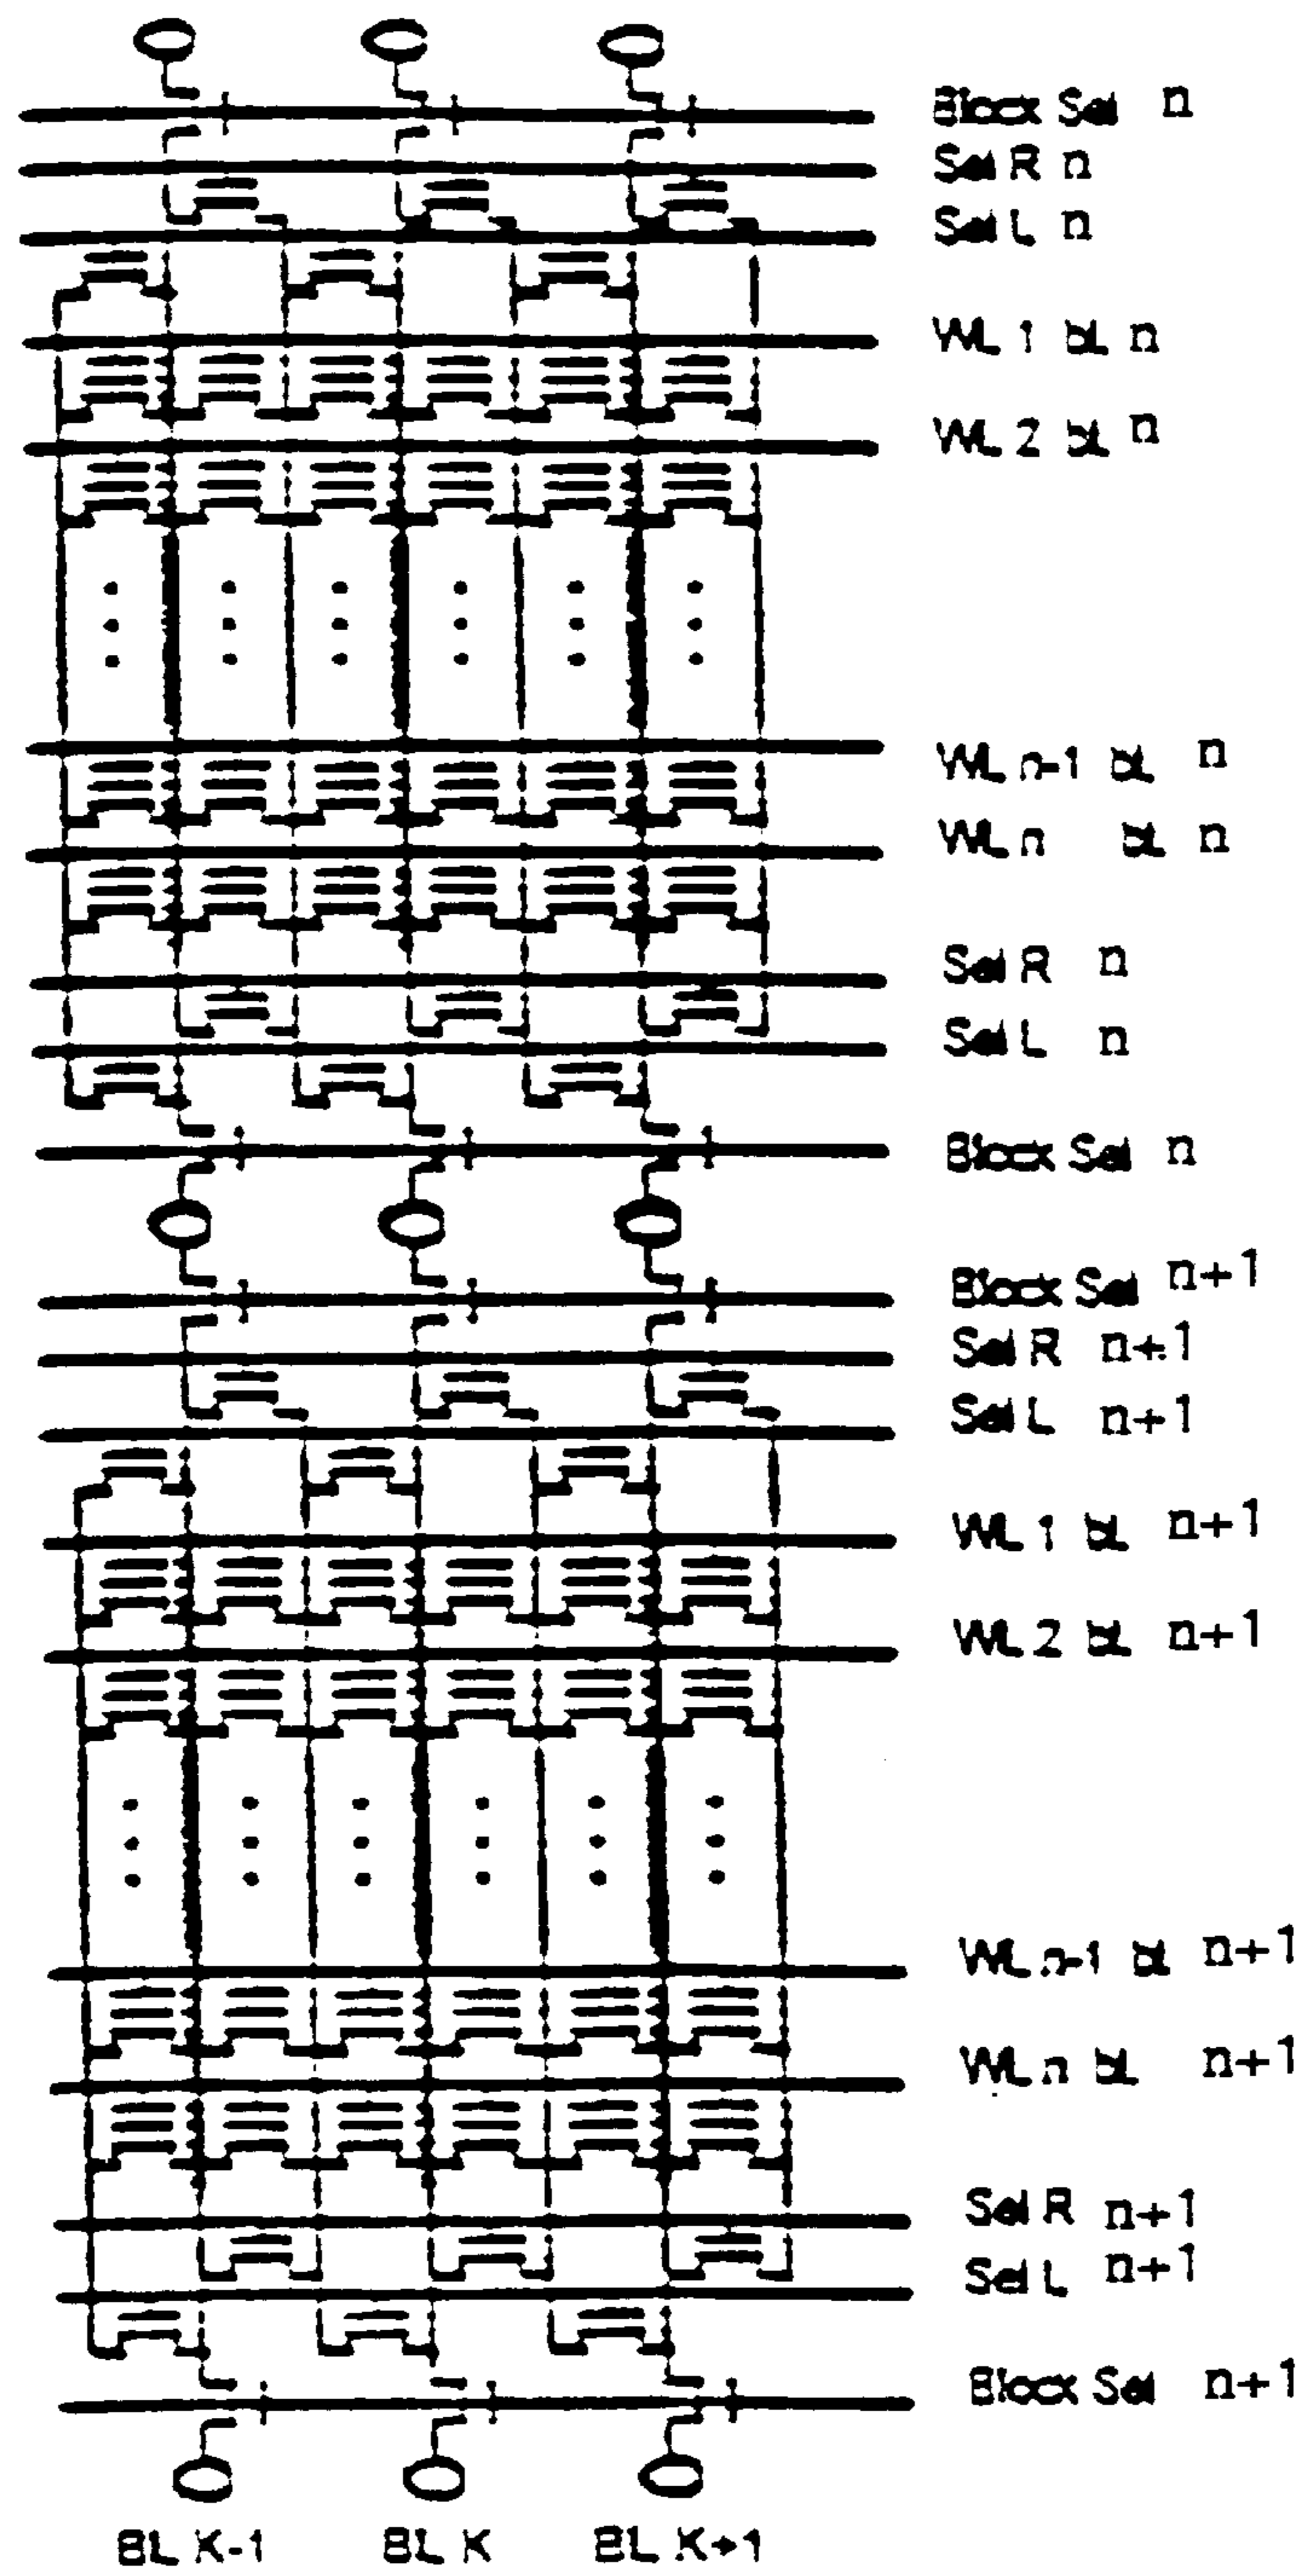 Block Sel n
Sel R n
Sel L n
WL 1 bL n
WL 2 bL n
WL n-1 bL n
WL n bL n
Sel R n
Sel L n
Block Sel n
Block Sel n+1
Sel R n+1
Sel L n+1
WL 1 bL n+1
WL 2 bL n+1
WL n-1 bL n+1
WL n bL n+1
Sel R n+1
Sel L n+1
Block Sel n+1
BL K-1 BL K BL K+1